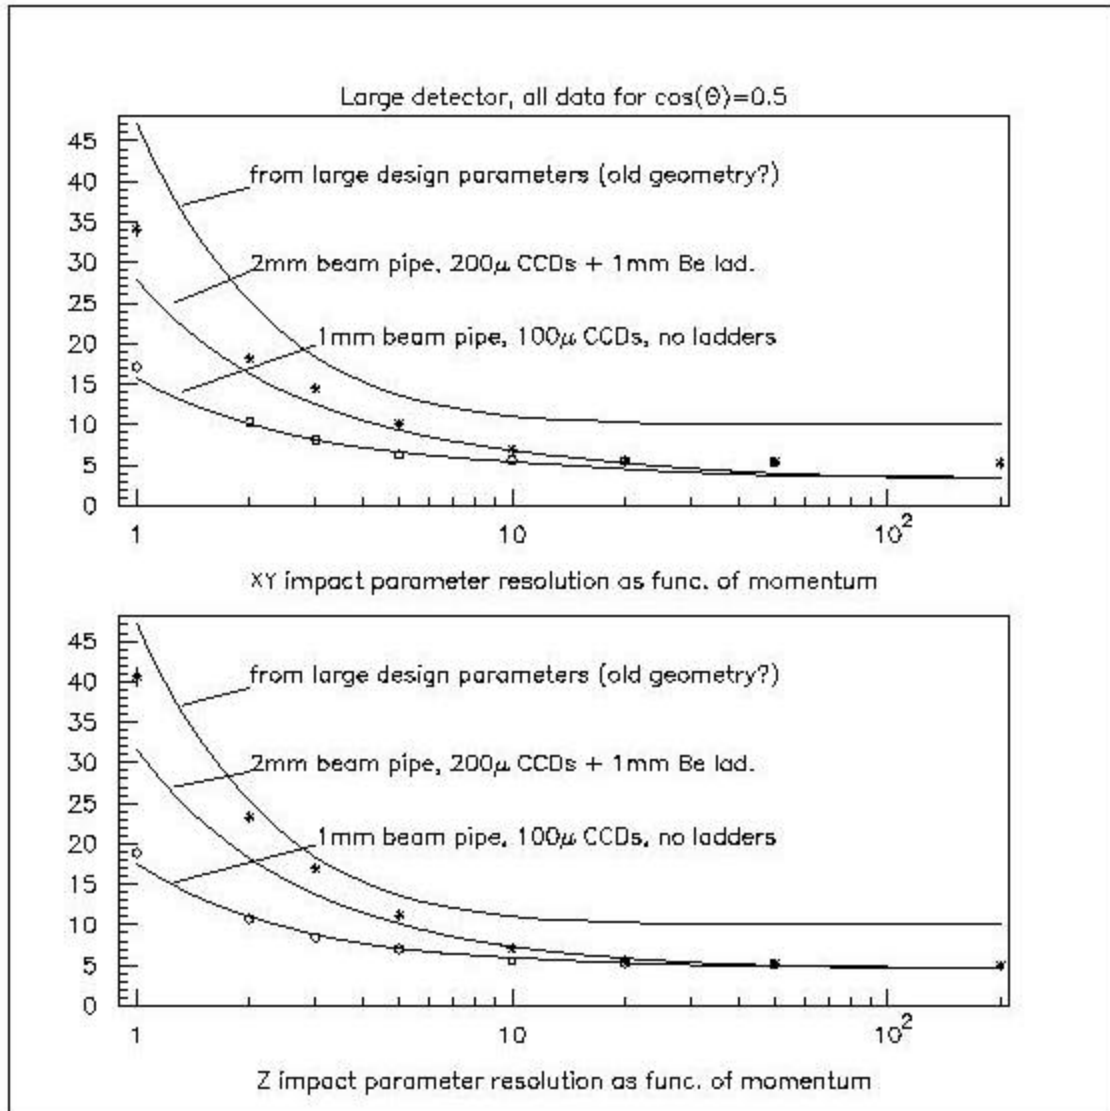 Large detector, all data for cos(Θ)=0.5
45
40
35
30
25
20
15
10
5
0
from large design parameters (old geometry?)
2mm beam pipe, 200μ CCDs + 1mm Be lad.
1mm beam pipe, 100μ CCDs, no ladders
1 10 10²
XY impact parameter resolution as func. of momentum
45
40
35
30
25
20
15
10
5
0
from large design parameters (old geometry?)
2mm beam pipe, 200μ CCDs + 1mm Be lad.
1mm beam pipe, 100μ CCDs, no ladders
1 10 10²
Z impact parameter resolution as func. of momentum